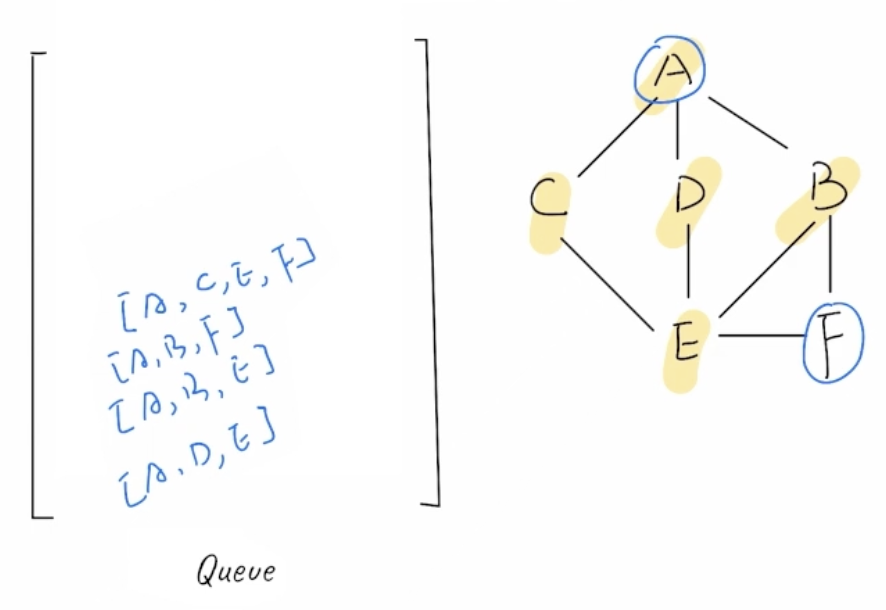 [A, C, E, F]
[A, B, F]
[A, B, E]
[A, D, E]
Queue
A
C D B
E F